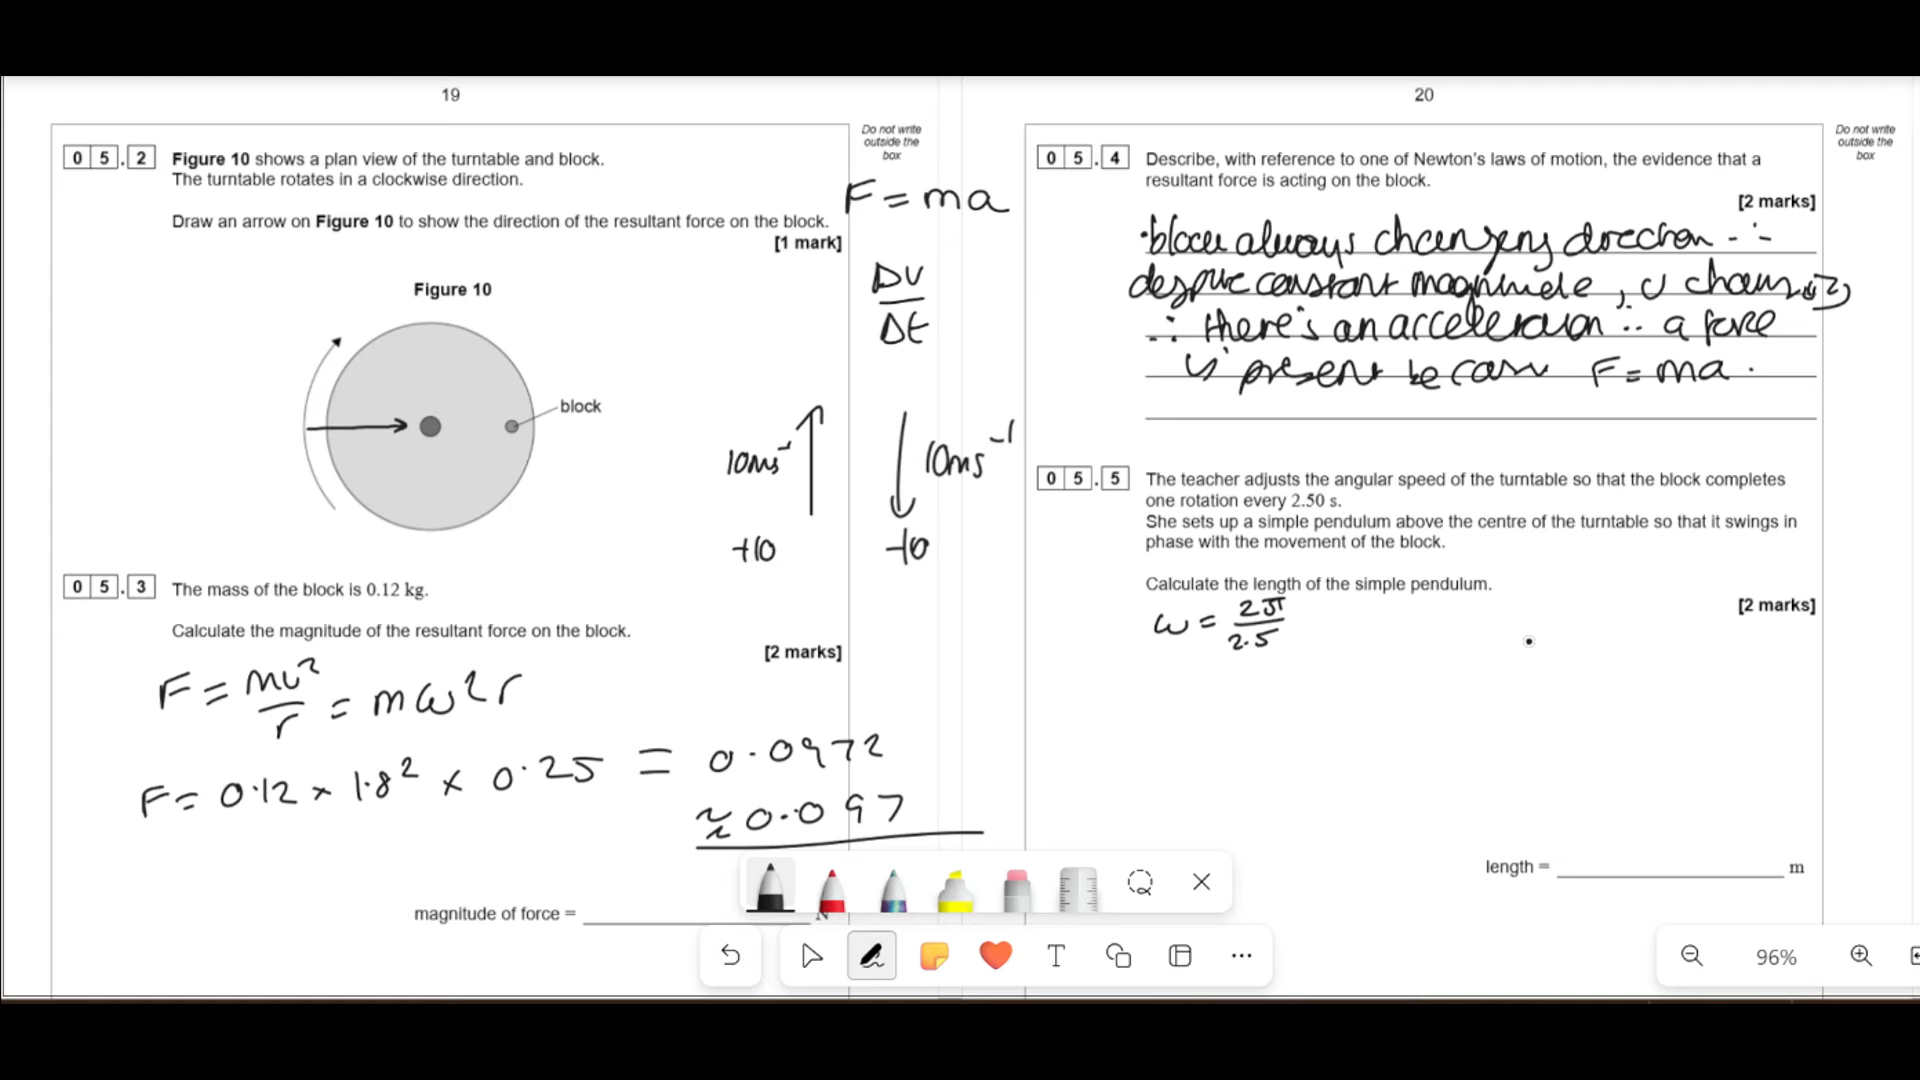 19
Do not write
outside the
box
0 5 . 2 Figure 10 shows a plan view of the turntable and block.
The turntable rotates in a clockwise direction.
Draw an arrow on Figure 10 to show the direction of the resultant force on the block.
[1 mark]
F = ma
Figure 10
ΔV
ΔE
block
10ms⁻¹
10ms⁻¹
+10
-10
0 5 . 3 The mass of the block is 0.12 kg.
Calculate the magnitude of the resultant force on the block.
[2 marks]
F = mv²/r = mω²r
F = 0.12 × 1.8² × 0.25 = 0.0972
≈ 0.097
magnitude of force = N
20
Do not write
outside the
box
0 5 . 4 Describe, with reference to one of Newton's laws of motion, the evidence that a
resultant force is acting on the block.
[2 marks]
· block always changing direction ∴
despite constant magnitude, v
∴ there's an acceleration ∴ a force
is present because F = ma.
0 5 . 5 The teacher adjusts the angular speed of the turntable so that the block completes
one rotation every 2.50 s.
She sets up a simple pendulum above the centre of the turntable so that it swings in
phase with the movement of the block.
Calculate the length of the simple pendulum.
[2 marks]
ω = 2π/2.5
length = m
96%